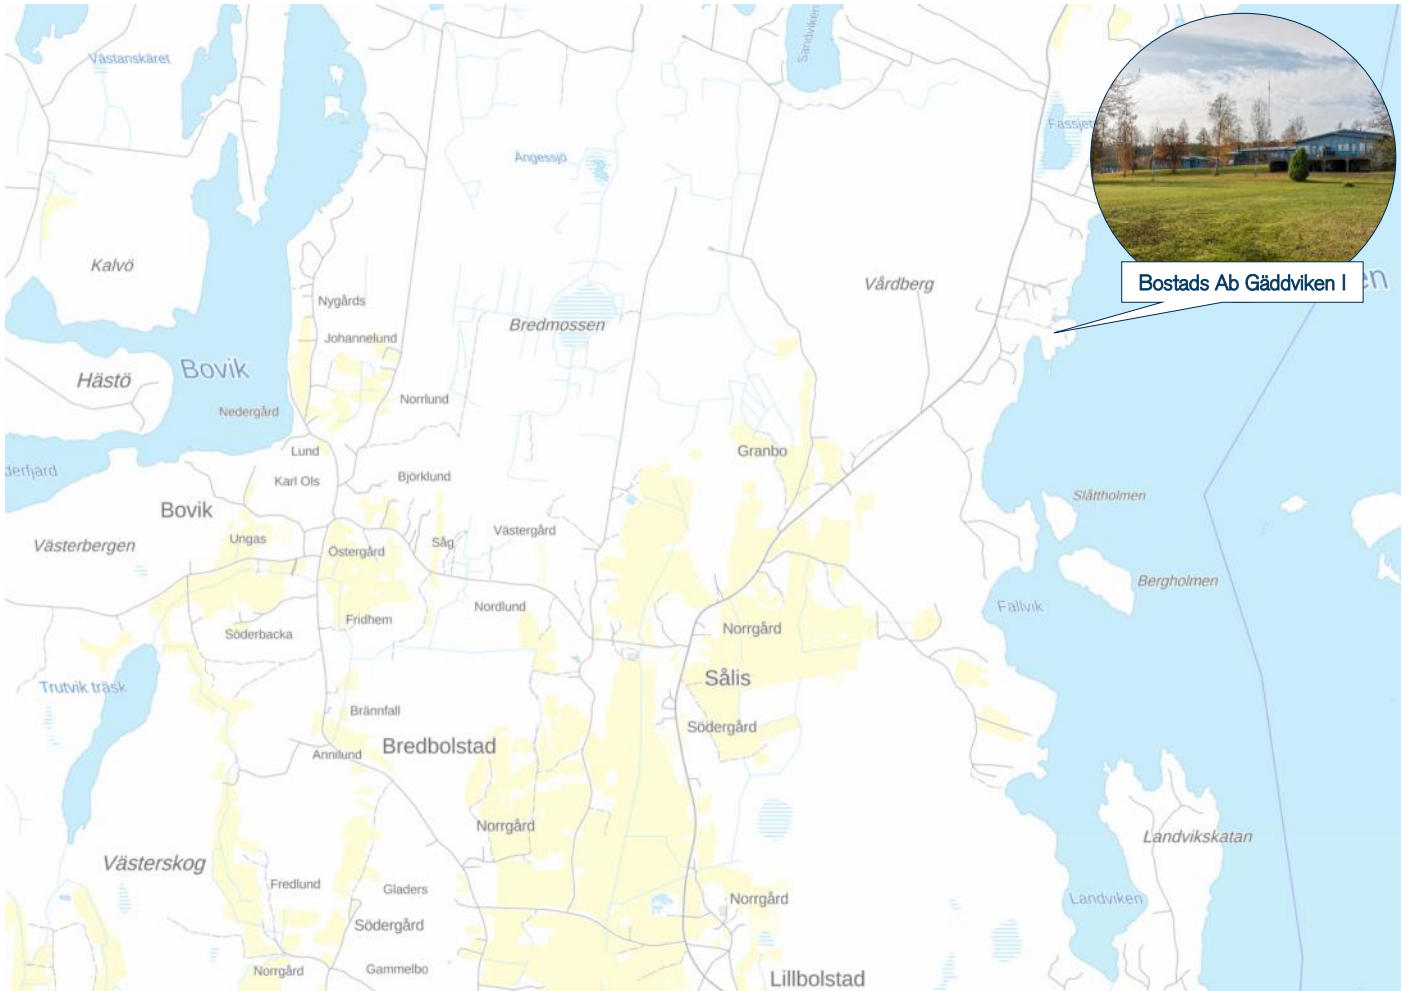 Sandviken
Västanskäret
Fassjet
Ängessjö
Kalvö
Vårdberg
Bostads Ab Gäddviken I
en
Nygårds
Bredmossen
Johannelund
Bovik
Hästö
Norrlund
Nedergård
Lund
Granbo
derfjärd
Karl Ols
Björklund
Slåttholmen
Bovik
Västergård
Ungas
Såg
Västerbergen
Östergård
Bergholmen
Nordlund
Fallvik
Fridhem
Norrgård
Söderbacka
Sålis
Trutvik träsk
Brännfall
Södergård
Bredbolstad
Annilund
Norrgård
Landvikskatan
Västerskog
Fredlund
Gladers
Norrgård
Landviken
Södergård
Norrgård
Gammelbo
Lillbolstad